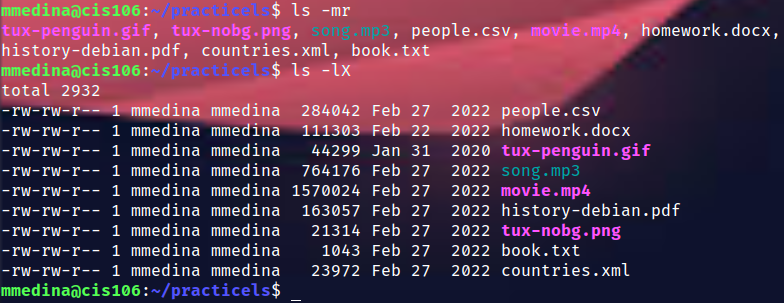 mmedina@cis106:~/practicels$ ls -mr
tux-penguin.gif, tux-nobg.png, song.mp3, people.csv, movie.mp4, homework.docx,
history-debian.pdf, countries.xml, book.txt
mmedina@cis106:~/practicels$ ls -lX
total 2932
-rw-rw-r-- 1 mmedina mmedina  284042 Feb 27  2022 people.csv
-rw-rw-r-- 1 mmedina mmedina  111303 Feb 22  2022 homework.docx
-rw-rw-r-- 1 mmedina mmedina   44299 Jan 31  2020 tux-penguin.gif
-rw-rw-r-- 1 mmedina mmedina  764176 Feb 27  2022 song.mp3
-rw-rw-r-- 1 mmedina mmedina 1570024 Feb 27  2022 movie.mp4
-rw-rw-r-- 1 mmedina mmedina  163057 Feb 27  2022 history-debian.pdf
-rw-rw-r-- 1 mmedina mmedina   21314 Feb 27  2022 tux-nobg.png
-rw-rw-r-- 1 mmedina mmedina    1043 Feb 27  2022 book.txt
-rw-rw-r-- 1 mmedina mmedina   23972 Feb 27  2022 countries.xml
mmedina@cis106:~/practicels$ _